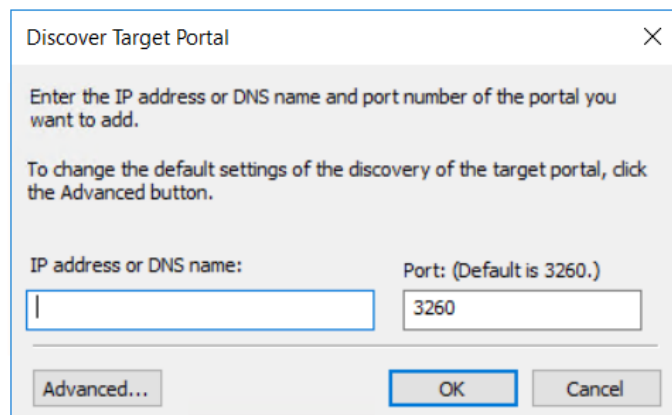 Discover Target Portal
Enter the IP address or DNS name and port number of the portal you
want to add.
To change the default settings of the discovery of the target portal, click
the Advanced button.
IP address or DNS name:
Port: (Default is 3260.)
3260
Advanced...
OK
Cancel